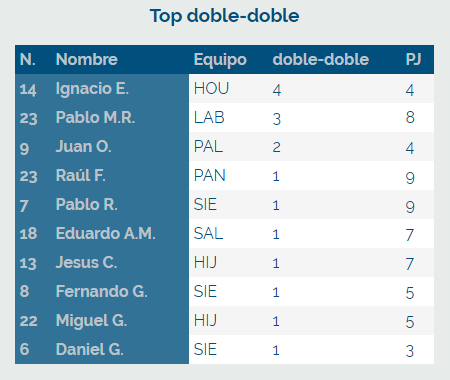 Top doble-doble
N. Nombre Equipo doble-doble PJ
14 Ignacio E. HOU 4 4
23 Pablo M.R. LAB 3 8
9 Juan O. PAL 2 4
23 Raúl F. PAN 1 9
7 Pablo R. SIE 1 9
18 Eduardo A.M. SAL 1 7
13 Jesus C. HIJ 1 7
8 Fernando G. SIE 1 5
22 Miguel G. HIJ 1 5
6 Daniel G. SIE 1 3